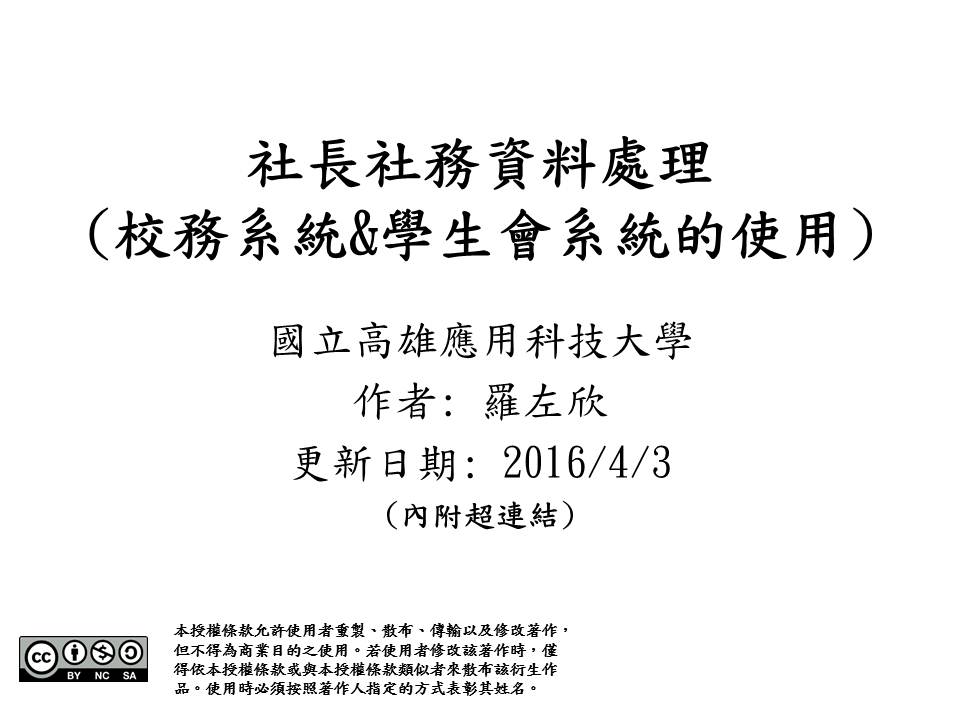 社長社務資料處理
(校務系統&學生會系統的使用)
國立高雄應用科技大學
作者: 羅左欣
更新日期: 2016/4/3
(內附超連結)
本授權條款允許使用者重製、散布、傳輸以及修改著作，
但不得為商業目的之使用。若使用者修改該著作時，僅
得依本授權條款或與本授權條款類似者來散布該衍生作
品。使用時必須按照著作人指定的方式表彰其姓名。
cc
BY NC SA